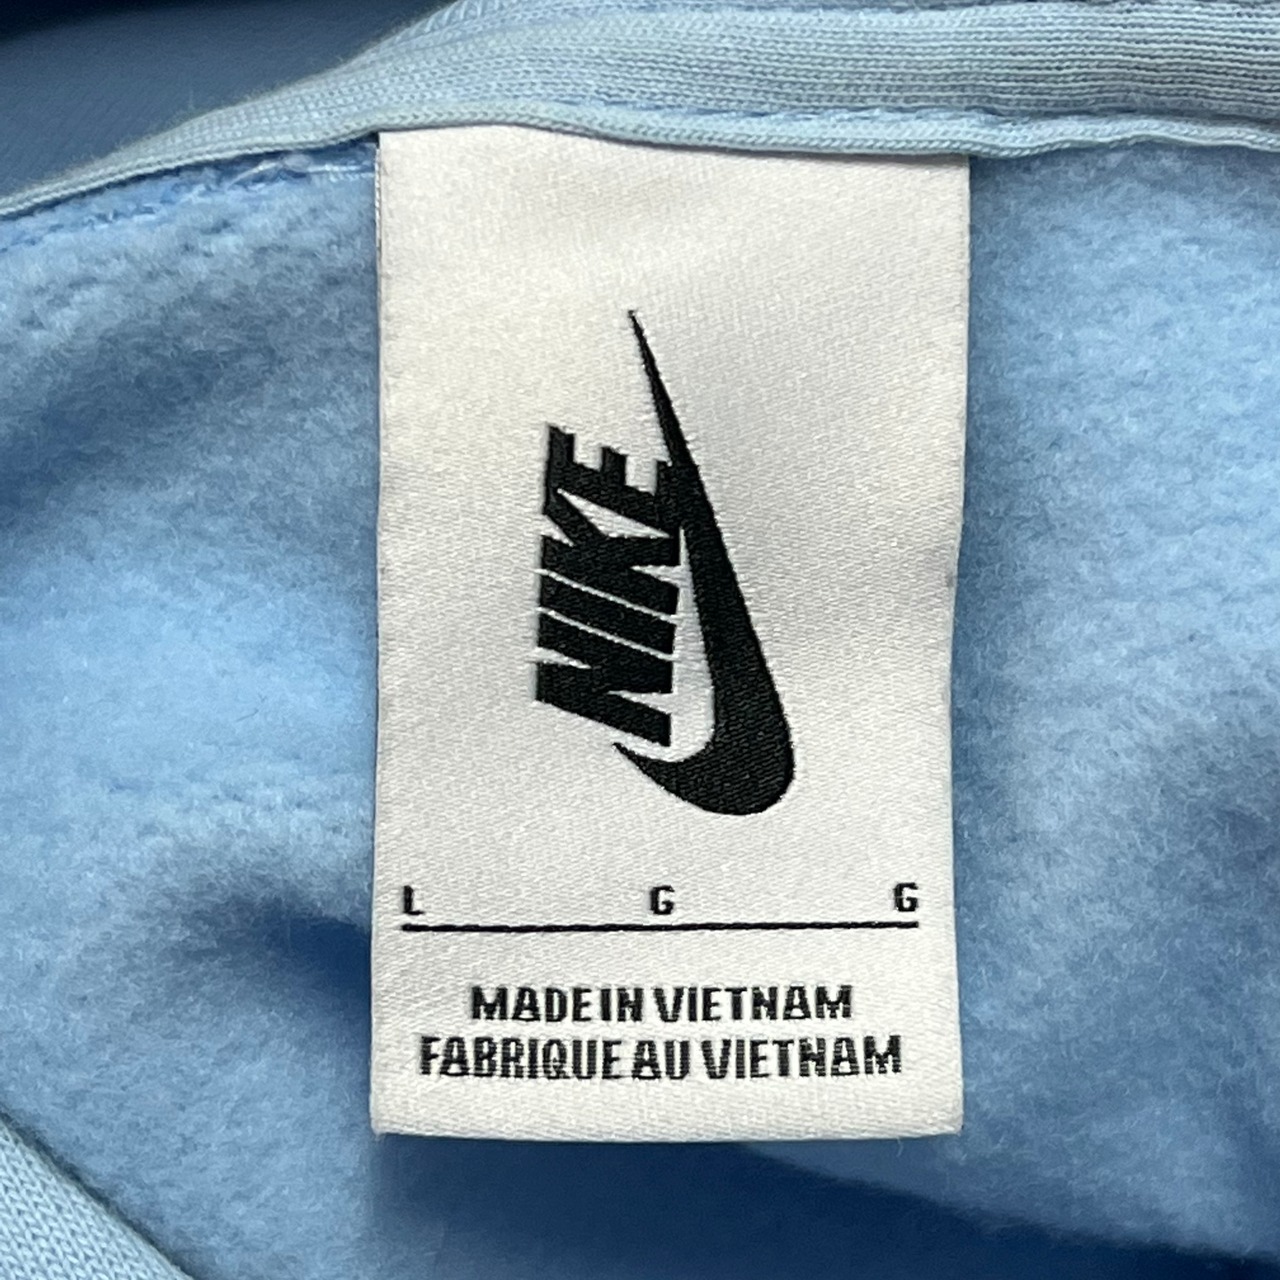 NIKE
L G G
MADE IN VIETNAM
FABRIQUE AU VIETNAM